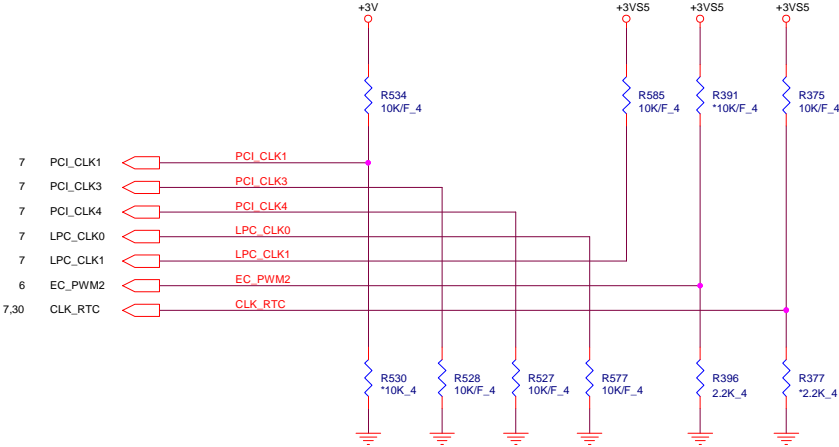 +3V
+3VS5
+3VS5
+3VS5
R534
10K/F_4
R585
10K/F_4
R391
*10K/F_4
R375
10K/F_4
7 PCI_CLK1 PCI_CLK1
7 PCI_CLK3 PCI_CLK3
7 PCI_CLK4 PCI_CLK4
7 LPC_CLK0 LPC_CLK0
7 LPC_CLK1 LPC_CLK1
6 EC_PWM2 EC_PWM2
7,30 CLK_RTC CLK_RTC
R530
*10K_4
R528
10K/F_4
R527
10K/F_4
R577
10K/F_4
R396
2.2K_4
R377
*2.2K_4